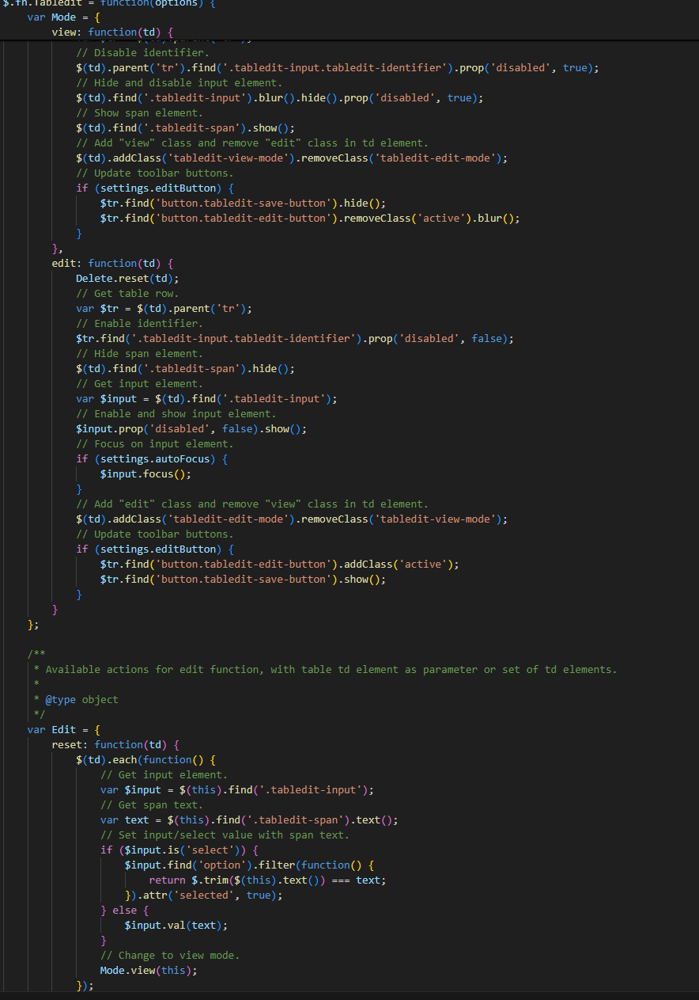 $.fn.Tabledit = function(options) {
    var Mode = {
        view: function(td) {
            // Disable identifier.
            $(td).parent('tr').find('.tabledit-input.tabledit-identifier').prop('disabled', true);
            // Hide and disable input element.
            $(td).find('.tabledit-input').blur().hide().prop('disabled', true);
            // Show span element.
            $(td).find('.tabledit-span').show();
            // Add "view" class and remove "edit" class in td element.
            $(td).addClass('tabledit-view-mode').removeClass('tabledit-edit-mode');
            // Update toolbar buttons.
            if (settings.editButton) {
                $tr.find('button.tabledit-save-button').hide();
                $tr.find('button.tabledit-edit-button').removeClass('active').blur();
            }
        },
        edit: function(td) {
            Delete.reset(td);
            // Get table row.
            var $tr = $(td).parent('tr');
            // Enable identifier.
            $tr.find('.tabledit-input.tabledit-identifier').prop('disabled', false);
            // Hide span element.
            $(td).find('.tabledit-span').hide();
            // Get input element.
            var $input = $(td).find('.tabledit-input');
            // Enable and show input element.
            $input.prop('disabled', false).show();
            // Focus on input element.
            if (settings.autoFocus) {
                $input.focus();
            }
            // Add "edit" class and remove "view" class in td element.
            $(td).addClass('tabledit-edit-mode').removeClass('tabledit-view-mode');
            // Update toolbar buttons.
            if (settings.editButton) {
                $tr.find('button.tabledit-edit-button').addClass('active');
                $tr.find('button.tabledit-save-button').show();
            }
        }
    };

    /**
     * Available actions for edit function, with table td element as parameter or set of td elements.
     *
     * @type object
     */
    var Edit = {
        reset: function(td) {
            $(td).each(function() {
                // Get input element.
                var $input = $(this).find('.tabledit-input');
                // Get span text.
                var text = $(this).find('.tabledit-span').text();
                // Set input/select value with span text.
                if ($input.is('select')) {
                    $input.find('option').filter(function() {
                        return $.trim($(this).text()) === text;
                    }).attr('selected', true);
                } else {
                    $input.val(text);
                }
                // Change to view mode.
                Mode.view(this);
            });